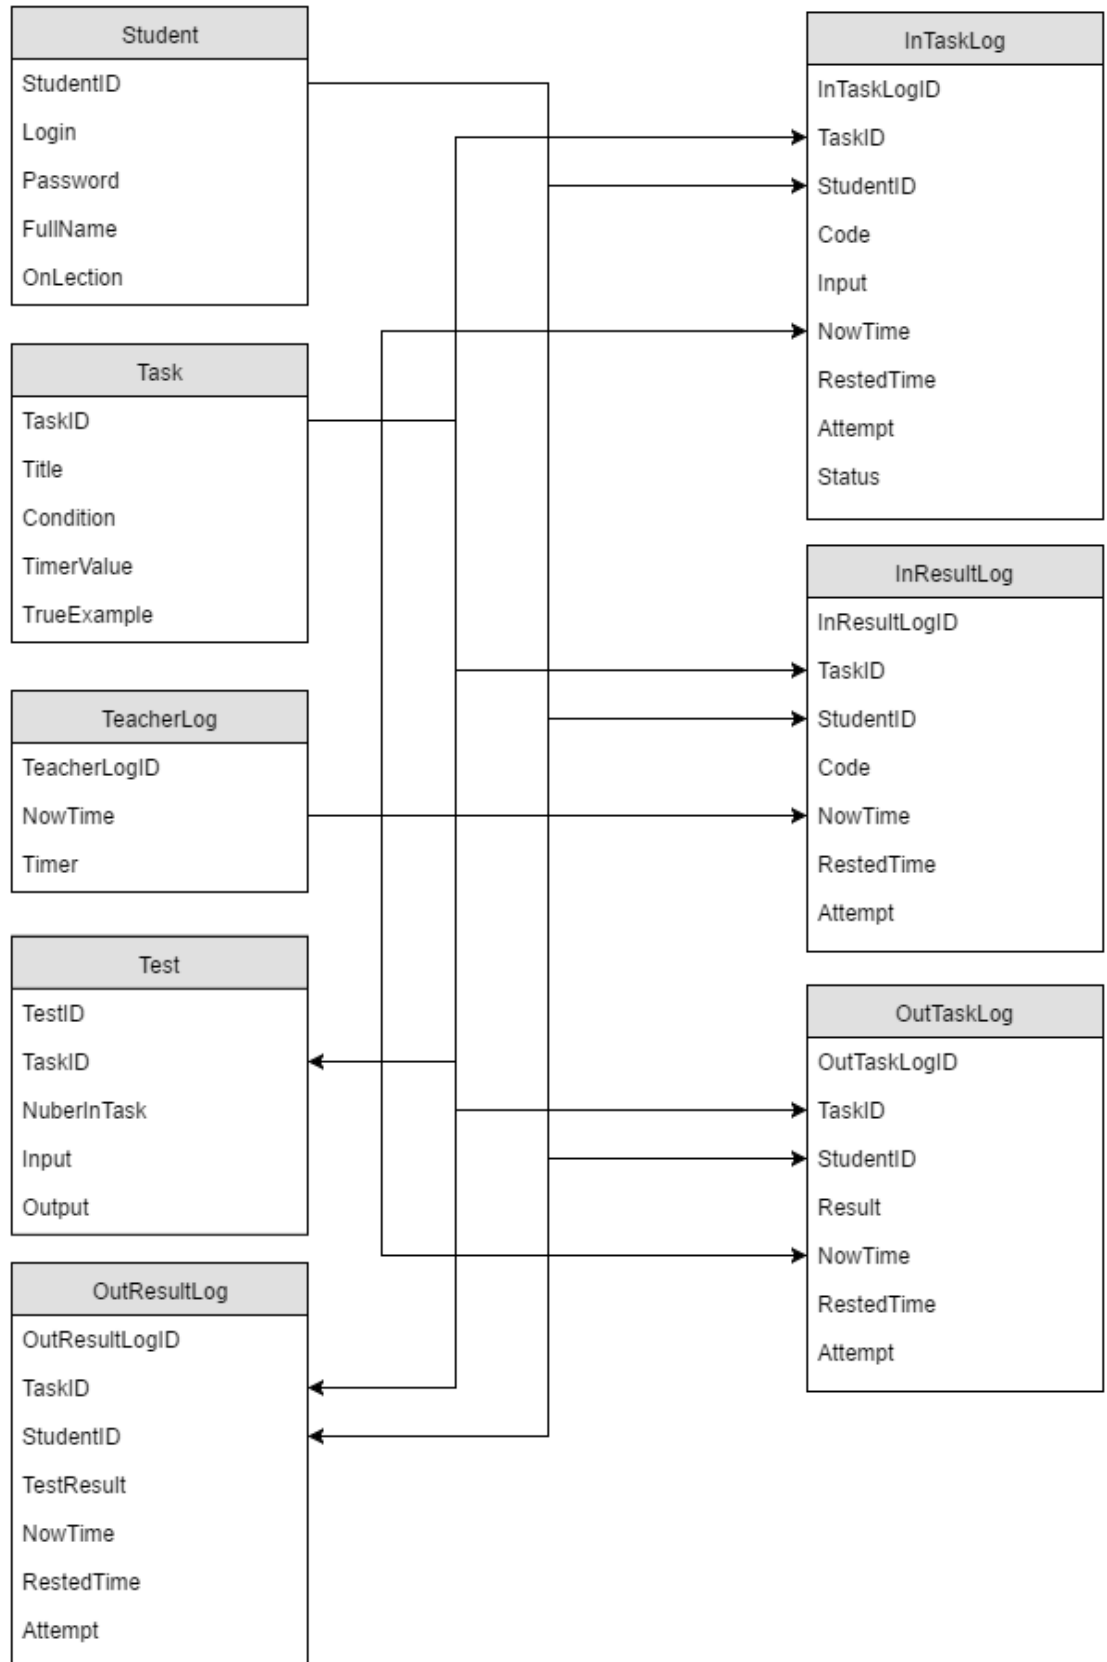 Student
StudentID
Login
Password
FullName
OnLection
Task
TaskID
Title
Condition
TimerValue
TrueExample
TeacherLog
TeacherLogID
NowTime
Timer
Test
TestID
TaskID
NuberInTask
Input
Output
OutResultLog
OutResultLogID
TaskID
StudentID
TestResult
NowTime
RestedTime
Attempt
InTaskLog
InTaskLogID
TaskID
StudentID
Code
Input
NowTime
RestedTime
Attempt
Status
InResultLog
InResultLogID
TaskID
StudentID
Code
NowTime
RestedTime
Attempt
OutTaskLog
OutTaskLogID
TaskID
StudentID
Result
NowTime
RestedTime
Attempt